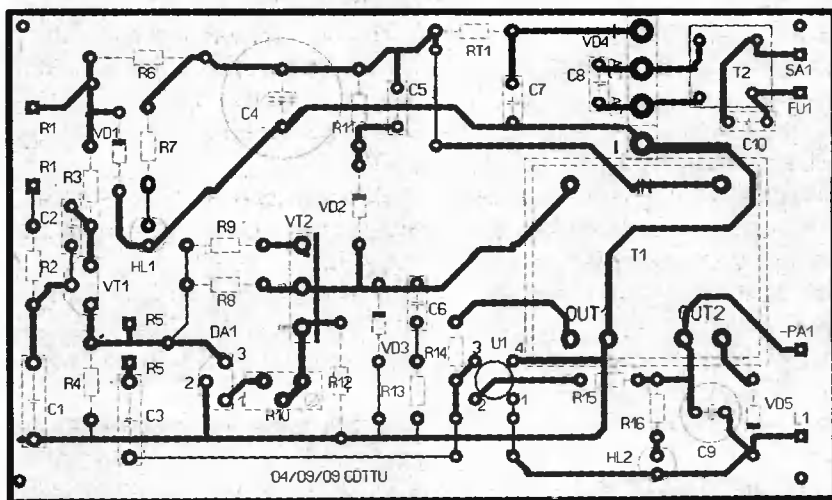 RT1
VD4
T2
SA1
R6
C4
C5
C7
C8
FU1
R1
VD1
R7
R11
C10
R1
R3
C2
R9
VT2
VD2
R2
HL1
T1
R8
VT1
C6
OUT1
OUT2
R5
DA1
VD3
R14
3
U1
4
PA1
R5
3
R4
2
R12
R13
R15
C1
C3
1
R10
2
1
R16
VD5
HL2
C9
L1
04/09/09 CDTTU